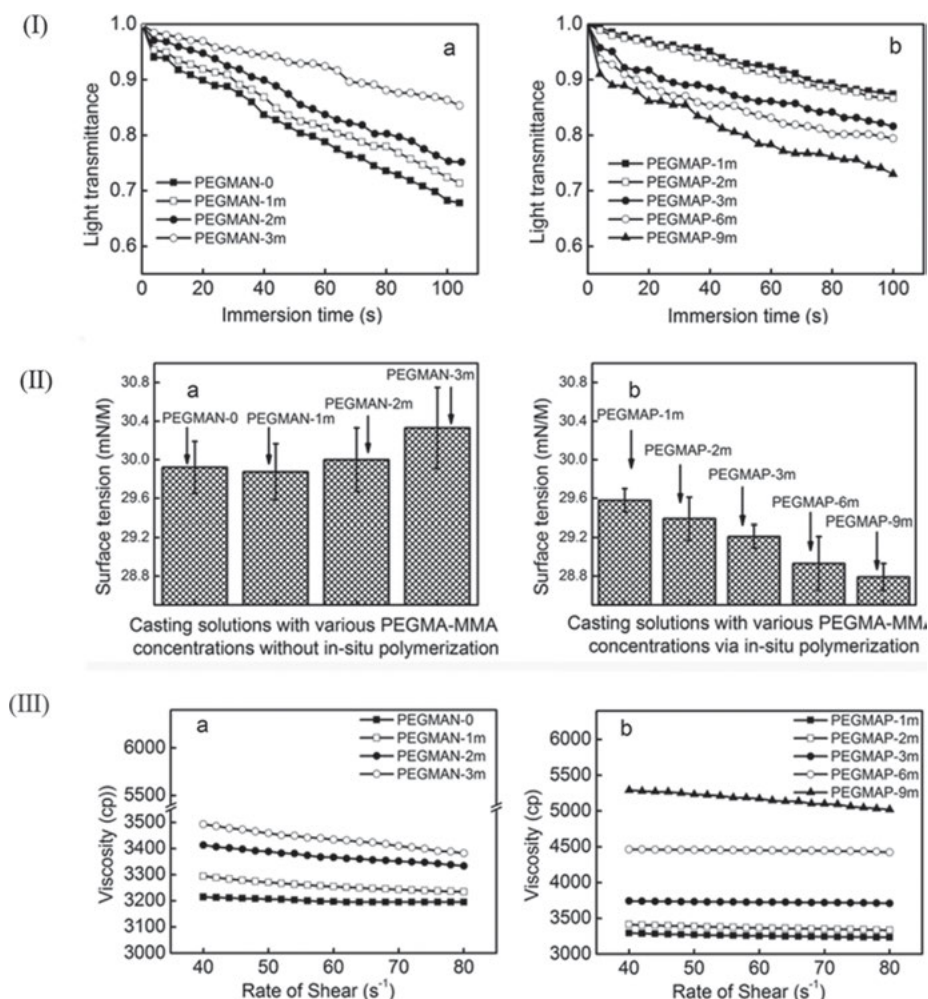 (I)
a
1.0
0.9
0.8
0.7
0.6
Light transmittance
PEGMAN-0
PEGMAN-1m
PEGMAN-2m
PEGMAN-3m
0 20 40 60 80 100
Immersion time (s)
b
1.0
0.9
0.8
0.7
0.6
Light transmittance
PEGMAP-1m
PEGMAP-2m
PEGMAP-3m
PEGMAP-6m
PEGMAP-9m
0 20 40 60 80 100
Immersion time (s)
(II)
a
30.8
30.4
30.0
29.6
29.2
28.8
Surface tension (mN/M)
PEGMAN-0
PEGMAN-1m
PEGMAN-2m
PEGMAN-3m
Casting solutions with various PEGMA-MMA
concentrations without in-situ polymerization
b
30.8
30.4
30.0
29.6
29.2
28.8
Surface tension (mN/M)
PEGMAP-1m
PEGMAP-2m
PEGMAP-3m
PEGMAP-6m
PEGMAP-9m
Casting solutions with various PEGMA-MMA
concentrations via in-situ polymerization
(III)
a
PEGMAN-0
PEGMAN-1m
PEGMAN-2m
PEGMAN-3m
6000
5500
3500
3400
3300
3200
3100
3000
Viscosity (cp))
40 50 60 70 80
Rate of Shear (s⁻¹)
b
PEGMAP-1m
PEGMAP-2m
PEGMAP-3m
PEGMAP-6m
PEGMAP-9m
6000
5500
5000
4500
4000
3500
3000
Viscosity (cp)
40 50 60 70 80
Rate of Shear (s⁻¹)